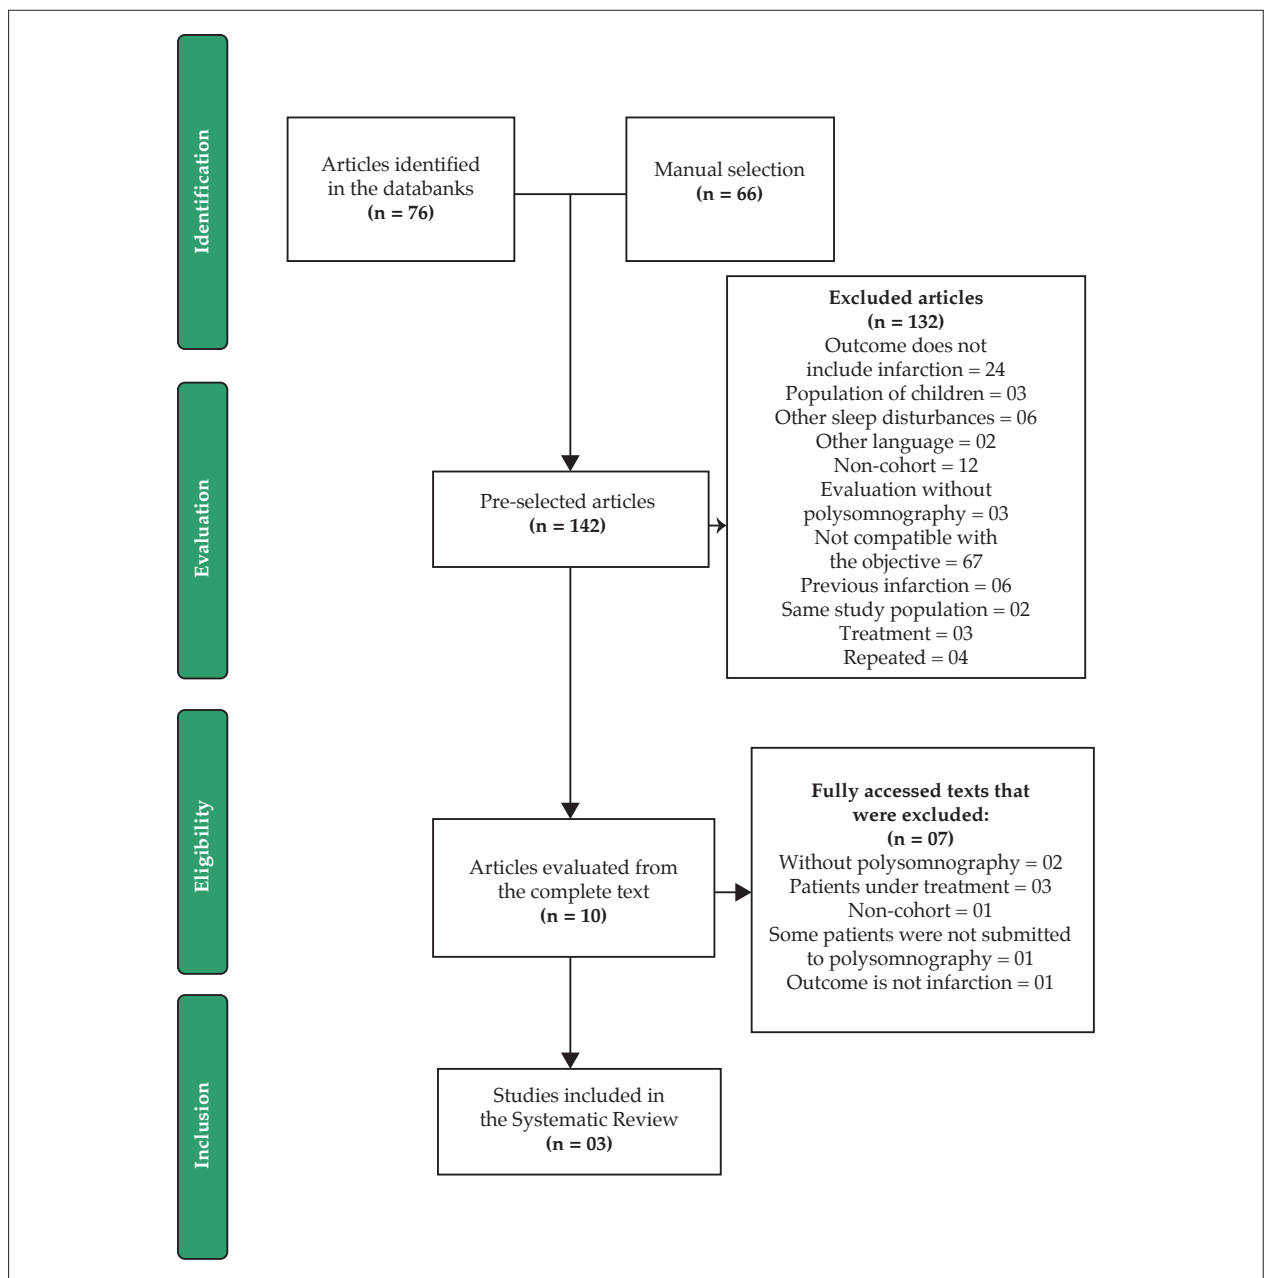 Identification
Articles identified
in the databanks
(n = 76)
Manual selection
(n = 66)
Excluded articles
(n = 132)
Outcome does not
include infarction = 24
Population of children = 03
Other sleep disturbances = 06
Other language = 02
Non-cohort = 12
Evaluation without
polysomnography = 03
Not compatible with
the objective = 67
Previous infarction = 06
Same study population = 02
Treatment = 03
Repeated = 04
Evaluation
Pre-selected articles
(n = 142)
Eligibility
Articles evaluated from
the complete text
(n = 10)
Fully accessed texts that
were excluded:
(n = 07)
Without polysomnography = 02
Patients under treatment = 03
Non-cohort = 01
Some patients were not submitted
to polysomnography = 01
Outcome is not infarction = 01
Inclusion
Studies included in
the Systematic Review
(n = 03)